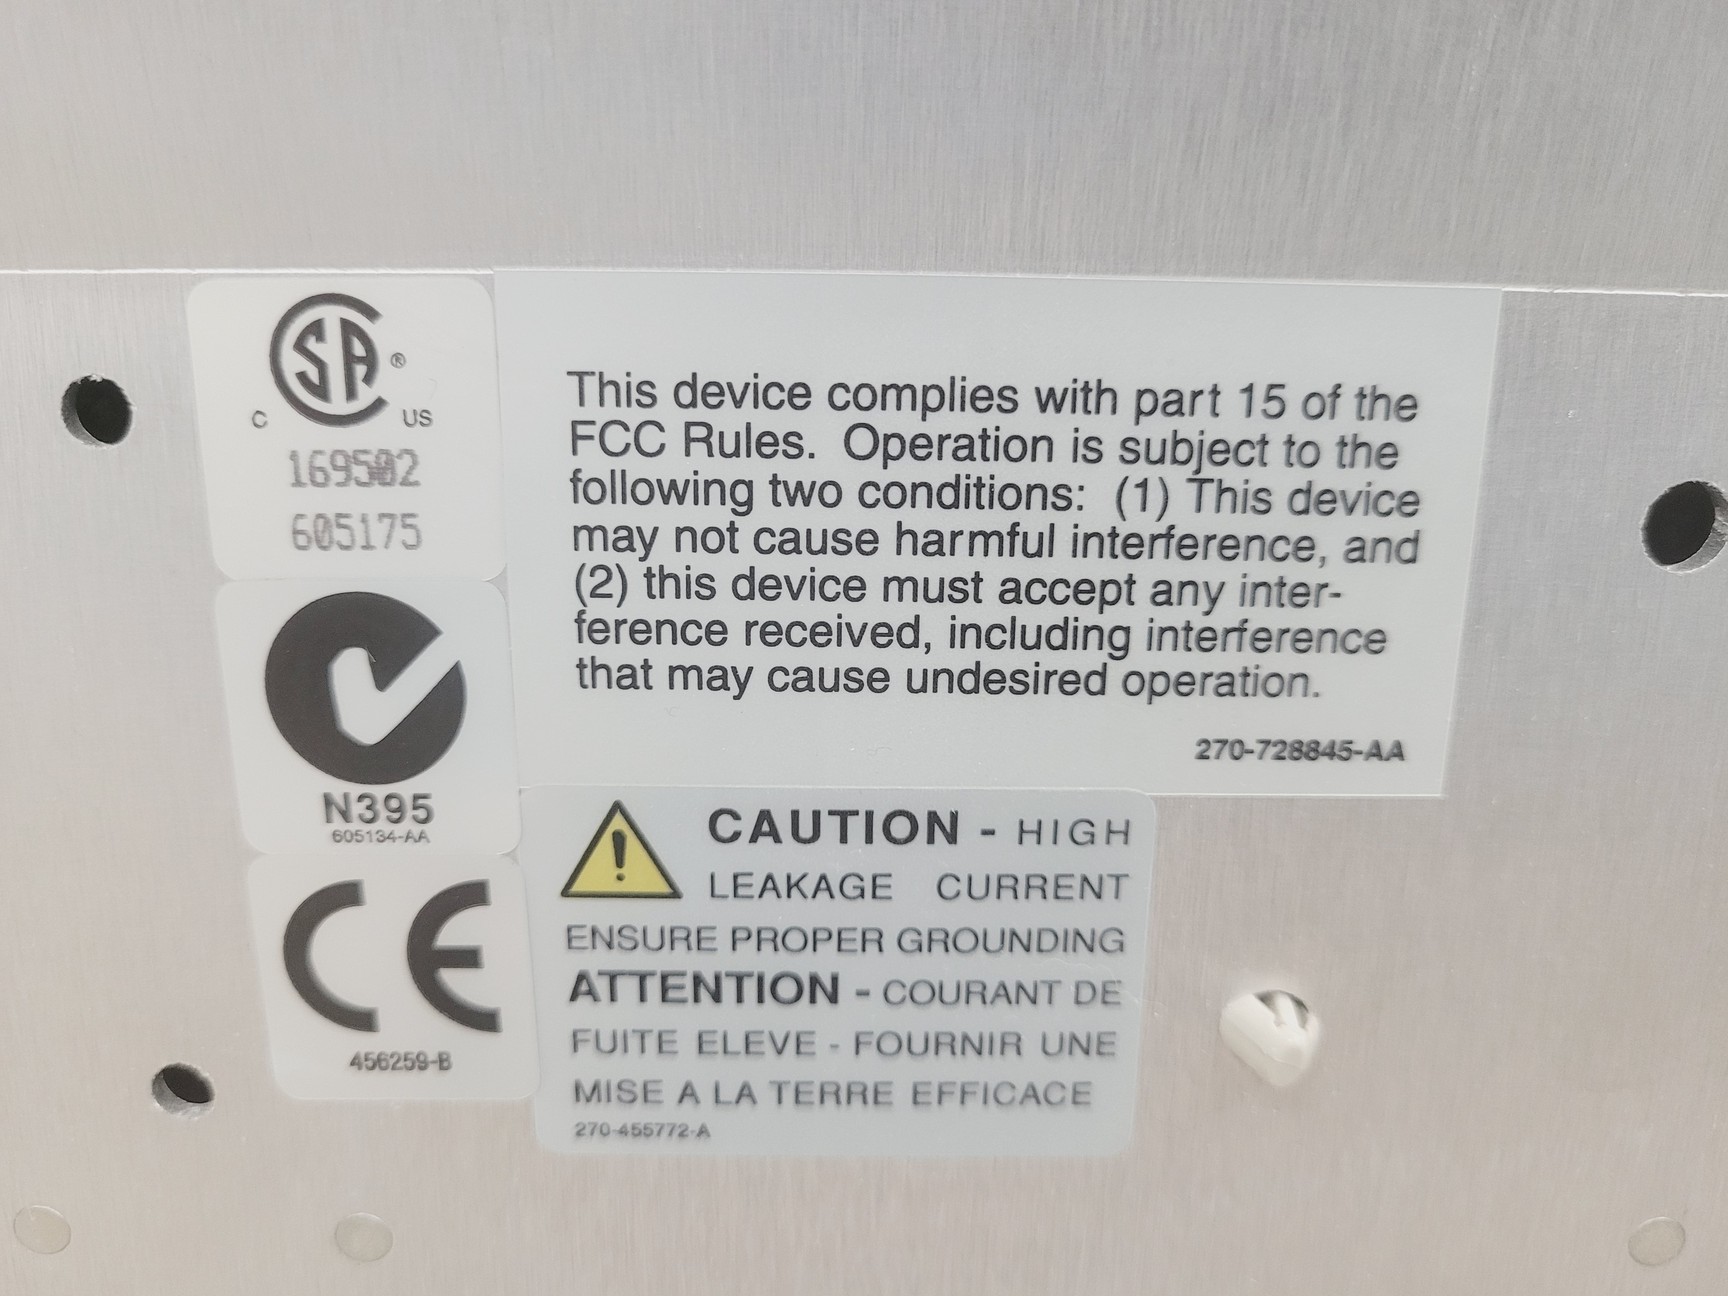 CSA®
C US
169502
605175
N395
605134-AA
CE
456259-B
This device complies with part 15 of the
FCC Rules. Operation is subject to the
following two conditions: (1) This device
may not cause harmful interference, and
(2) this device must accept any inter-
ference received, including interference
that may cause undesired operation.
270-728845-AA
CAUTION - HIGH
LEAKAGE CURRENT
ENSURE PROPER GROUNDING
ATTENTION - COURANT DE
FUITE ELEVE - FOURNIR UNE
MISE A LA TERRE EFFICACE
270-455772-A